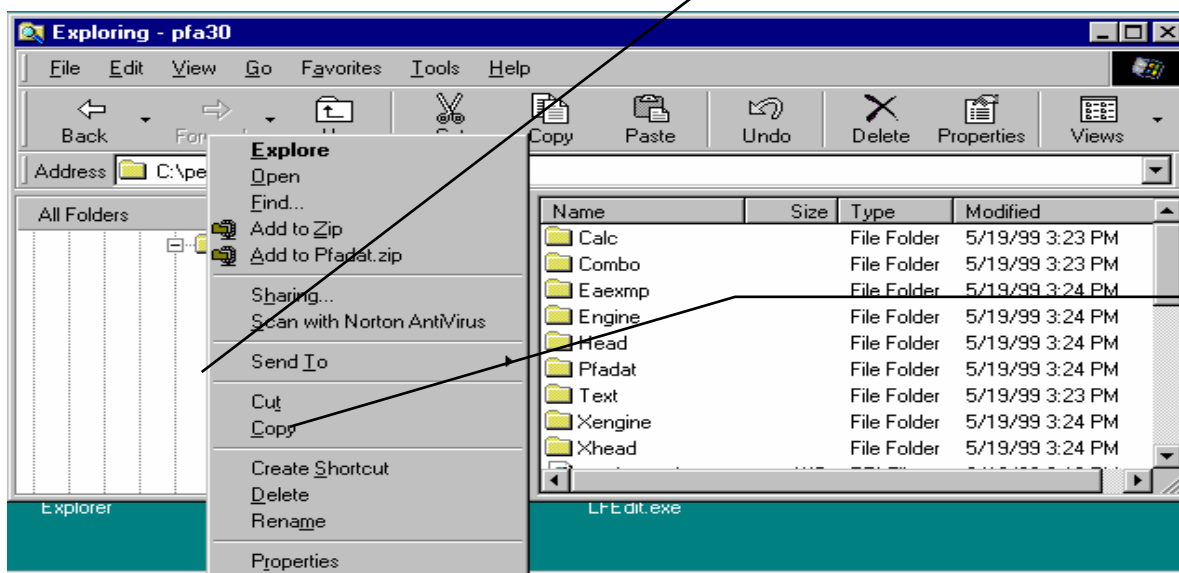 Exploring - pfa30
File Edit View Go Favorites Tools Help
Back Copy Paste Undo Delete Properties Views
Address C:\pe
All Folders
Name Size Type Modified
Calc File Folder 5/19/99 3:23 PM
Combo File Folder 5/19/99 3:23 PM
Eaexmp File Folder 5/19/99 3:24 PM
Engine File Folder 5/19/99 3:24 PM
Head File Folder 5/19/99 3:24 PM
Pfadat File Folder 5/19/99 3:24 PM
Text File Folder 5/19/99 3:23 PM
Xengine File Folder 5/19/99 3:24 PM
Xhead File Folder 5/19/99 3:24 PM
Explore
Open
Find...
Add to Zip
Add to Pfadat.zip
Sharing...
Scan with Norton AntiVirus
Send To
Cut
Copy
Create Shortcut
Delete
Rename
Properties
Explorer
LFEdit.exe